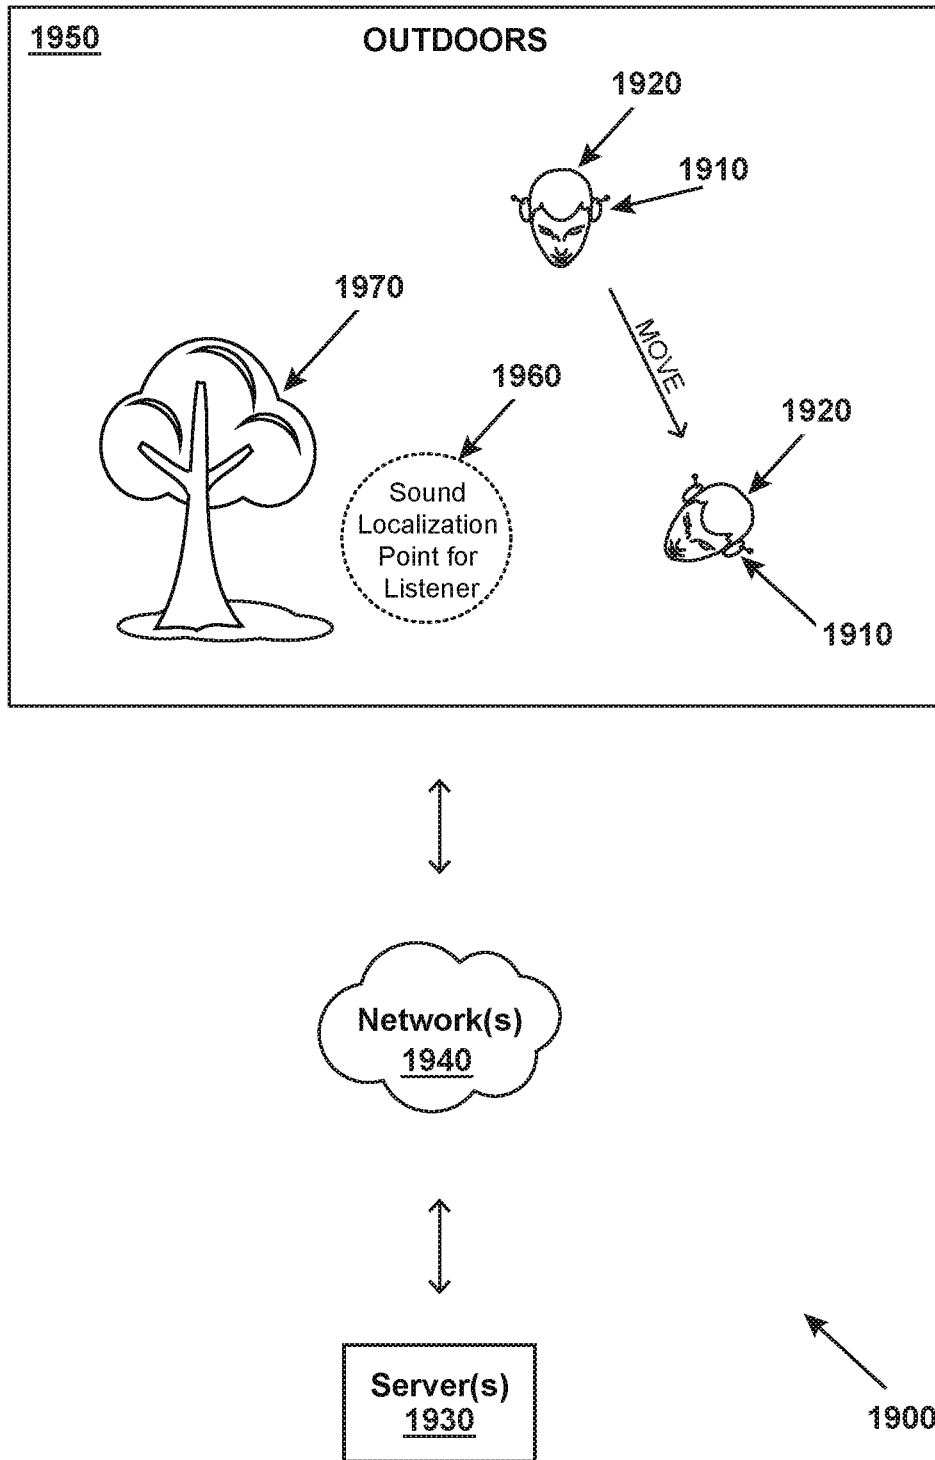 1950
OUTDOORS
1920
1910
1970
MOVE
1960
1920
Sound
Localization
Point for
Listener
1910
Network(s)
1940
Server(s)
1930
1900